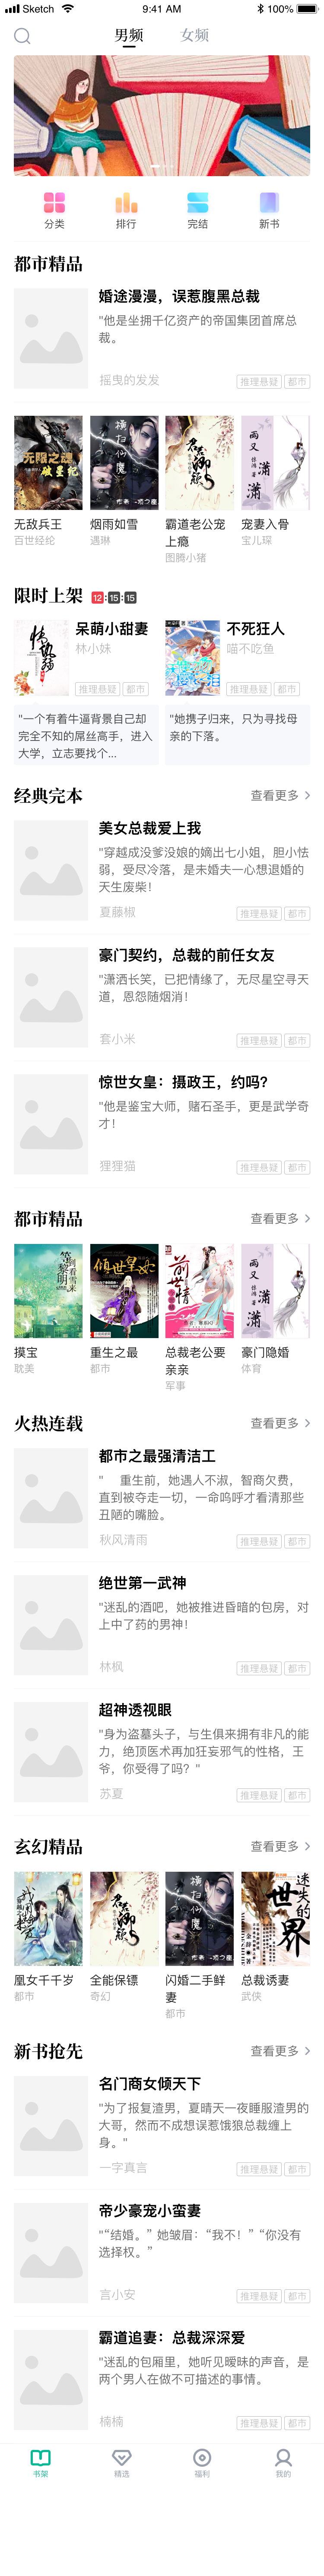 Sketch 9:41 AM 100%
男频 女频
分类 排行 完结 新书
都市精品
婚途漫漫，误惹腹黑总裁
"他是坐拥千亿资产的帝国集团首席总
裁。
摇曳的发发 推理悬疑 都市
无敌兵王 烟雨如雪 霸道老公宠 宠妻入骨
上瘾
百世经纶 遇琳 图腾小猪 宝儿琛
限时上架 12:15:15
呆萌小甜妻 不死狂人
林小妹 喵不吃鱼
推理悬疑 都市 推理悬疑 都市
"一个有着牛逼背景自己却
完全不知的屌丝高手，进入
大学，立志要找个...
"她携子归来，只为寻找母
亲的下落。
经典完本 查看更多
美女总裁爱上我
"穿越成没爹没娘的嫡出七小姐，胆小怯
弱，受尽冷落，是未婚夫一心想退婚的
天生废柴！
夏藤椒 推理悬疑 都市
豪门契约，总裁的前任女友
"潇洒长笑，已把情缘了，无尽星空寻天
道，恩怨随烟消！
套小米 推理悬疑 都市
惊世女皇：摄政王，约吗？
"他是鉴宝大师，赌石圣手，更是武学奇
才！
狸狸猫 推理悬疑 都市
都市精品 查看更多
摸宝 重生之最 总裁老公要 豪门隐婚
亲亲
耽美 都市 军事 体育
火热连载 查看更多
都市之最强清洁工
" 重生前，她遇人不淑，智商欠费，
直到被夺走一切，一命呜呼才看清那些
丑陋的嘴脸。
秋风清雨 推理悬疑 都市
绝世第一武神
"迷乱的酒吧，她被推进昏暗的包房，对
上中了药的男神！
林枫 推理悬疑 都市
超神透视眼
"身为盗墓头子，与生俱来拥有非凡的能
力，绝顶医术再加狂妄邪气的性格，王
爷，你受得了吗？"
苏夏 推理悬疑 都市
玄幻精品 查看更多
凰女千千岁 全能保镖 闪婚二手鲜 总裁诱妻
妻
都市 奇幻 都市 武侠
新书抢先 查看更多
名门商女倾天下
"为了报复渣男，夏晴天一夜睡服渣男的
大哥，然而不成想误惹饿狼总裁缠上
身。"
一字真言 推理悬疑 都市
帝少豪宠小蛮妻
"“结婚。”她皱眉：“我不！”“你没有
选择权。”
言小安 推理悬疑 都市
霸道追妻：总裁深深爱
"迷乱的包厢里，她听见暧昧的声音，是
两个男人在做不可描述的事情。
楠楠 推理悬疑 都市
书架 精选 福利 我的